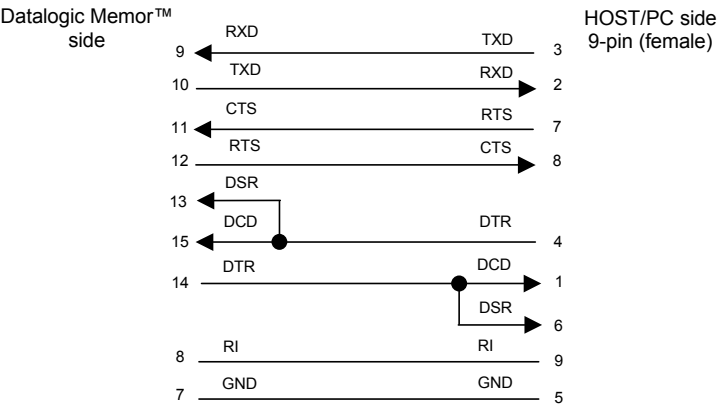 Datalogic Memor™
side
HOST/PC side
9-pin (female)
9 RXD TXD 3
10 TXD RXD 2
11 CTS RTS 7
12 RTS CTS 8
13 DSR
15 DCD DTR 4
14 DTR DCD 1
DSR 6
8 RI RI 9
7 GND GND 5